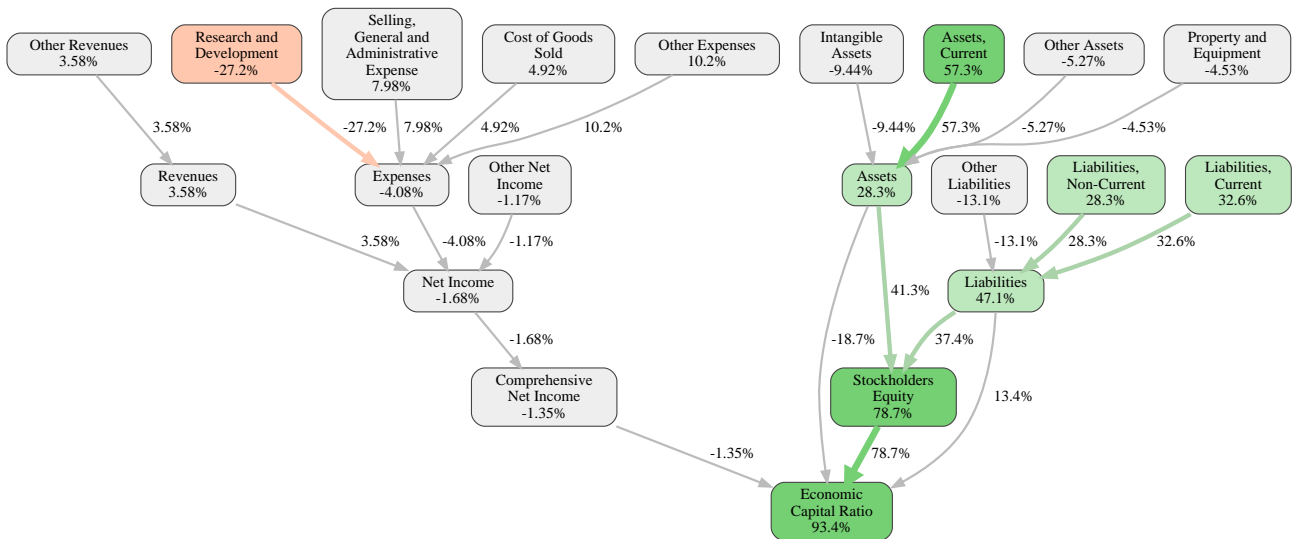 Other Revenues
3.58%
Research and
Development
-27.2%
Selling,
General and
Administrative
Expense
7.98%
Cost of Goods
Sold
4.92%
Other Expenses
10.2%
Intangible
Assets
-9.44%
Assets,
Current
57.3%
Other Assets
-5.27%
Property and
Equipment
-4.53%
3.58%
-27.2%
7.98%
4.92%
10.2%
-9.44%
57.3%
-5.27%
-4.53%
Revenues
3.58%
Expenses
-4.08%
Other Net
Income
-1.17%
Assets
28.3%
Other
Liabilities
-13.1%
Liabilities,
Non-Current
28.3%
Liabilities,
Current
32.6%
3.58%
-4.08%
-1.17%
-13.1%
28.3%
32.6%
Net Income
-1.68%
41.3%
Liabilities
47.1%
-1.68%
-18.7%
37.4%
Comprehensive
Net Income
-1.35%
Stockholders
Equity
78.7%
13.4%
-1.35%
78.7%
Economic
Capital Ratio
93.4%